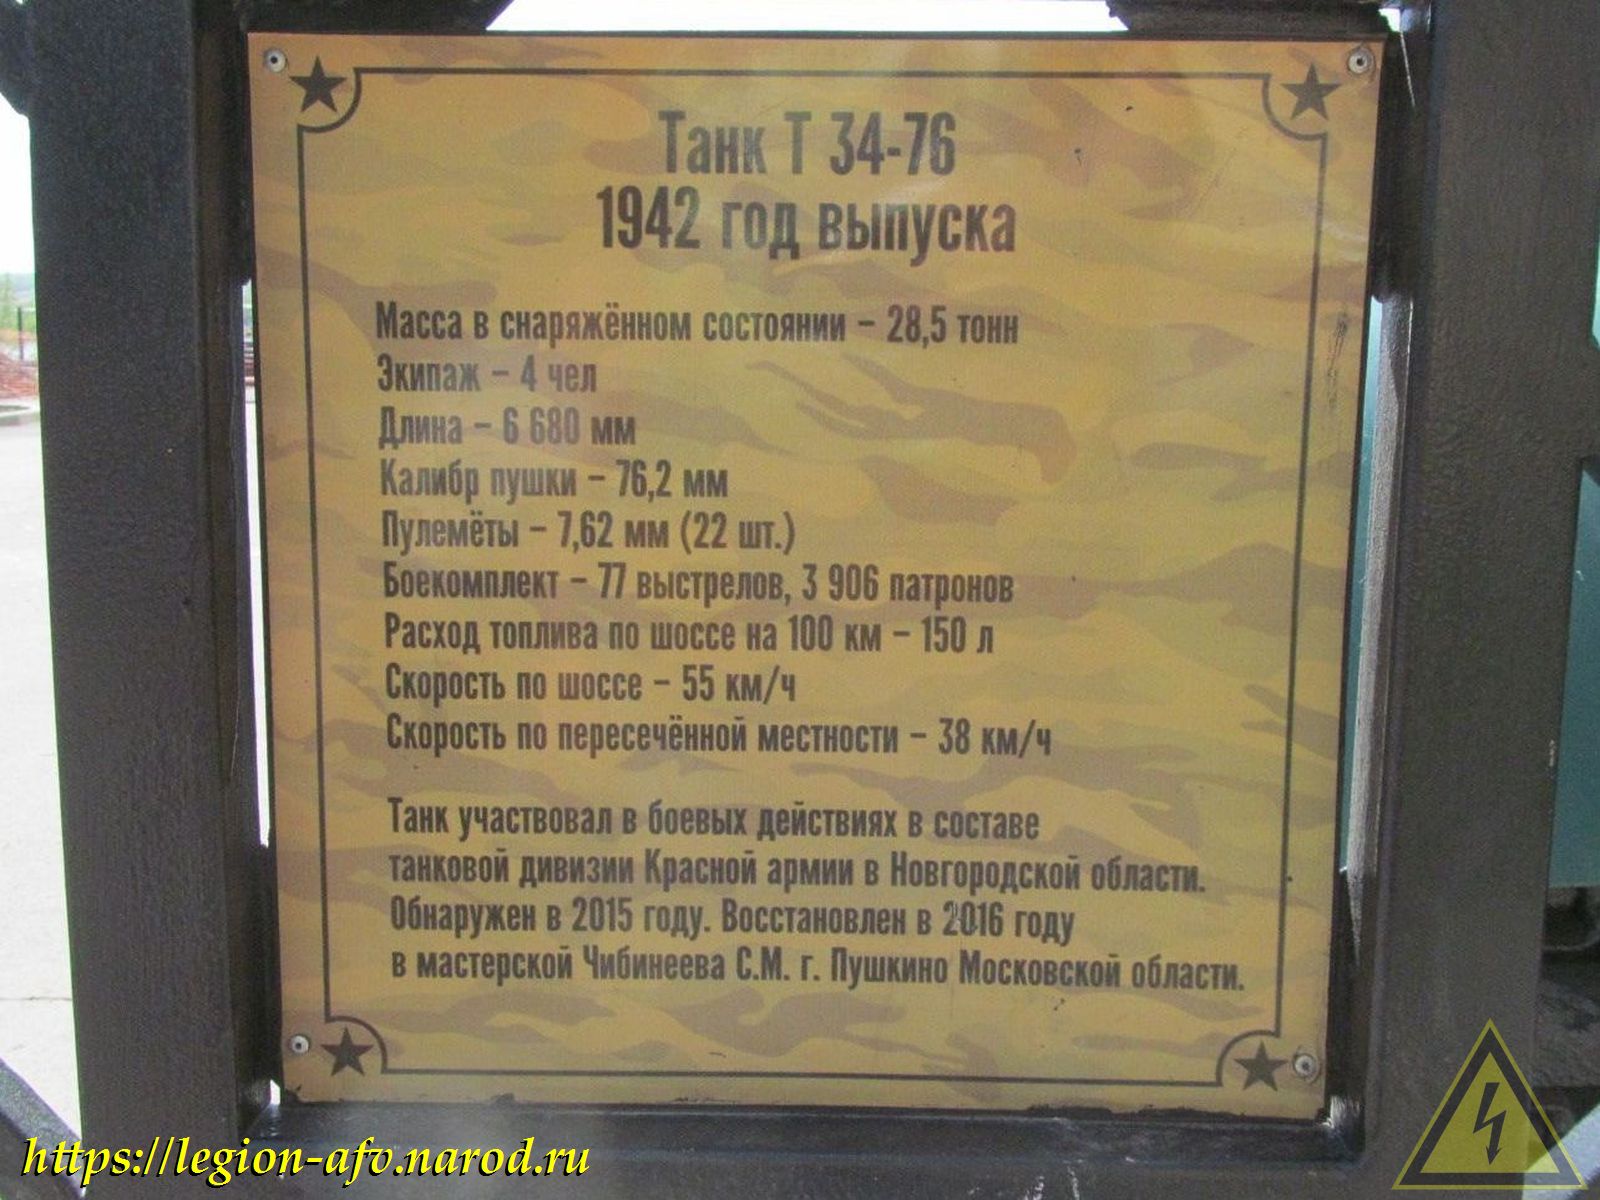 Танк Т 34-76
1942 год выпуска
Масса в снаряжённом состоянии – 28,5 тонн
Экипаж – 4 чел
Длина – 6 680 мм
Калибр пушки – 76,2 мм
Пулемёты – 7,62 мм (22 шт.)
Боекомплект – 77 выстрелов, 3 906 патронов
Расход топлива по шоссе на 100 км – 150 л
Скорость по шоссе – 55 км/ч
Скорость по пересечённой местности – 38 км/ч
Танк участвовал в боевых действиях в составе
танковой дивизии Красной армии в Новгородской области.
Обнаружен в 2015 году. Восстановлен в 2016 году
в мастерской Чибинеева С.М. г. Пушкино Московской области.
https://legion-afv.narod.ru